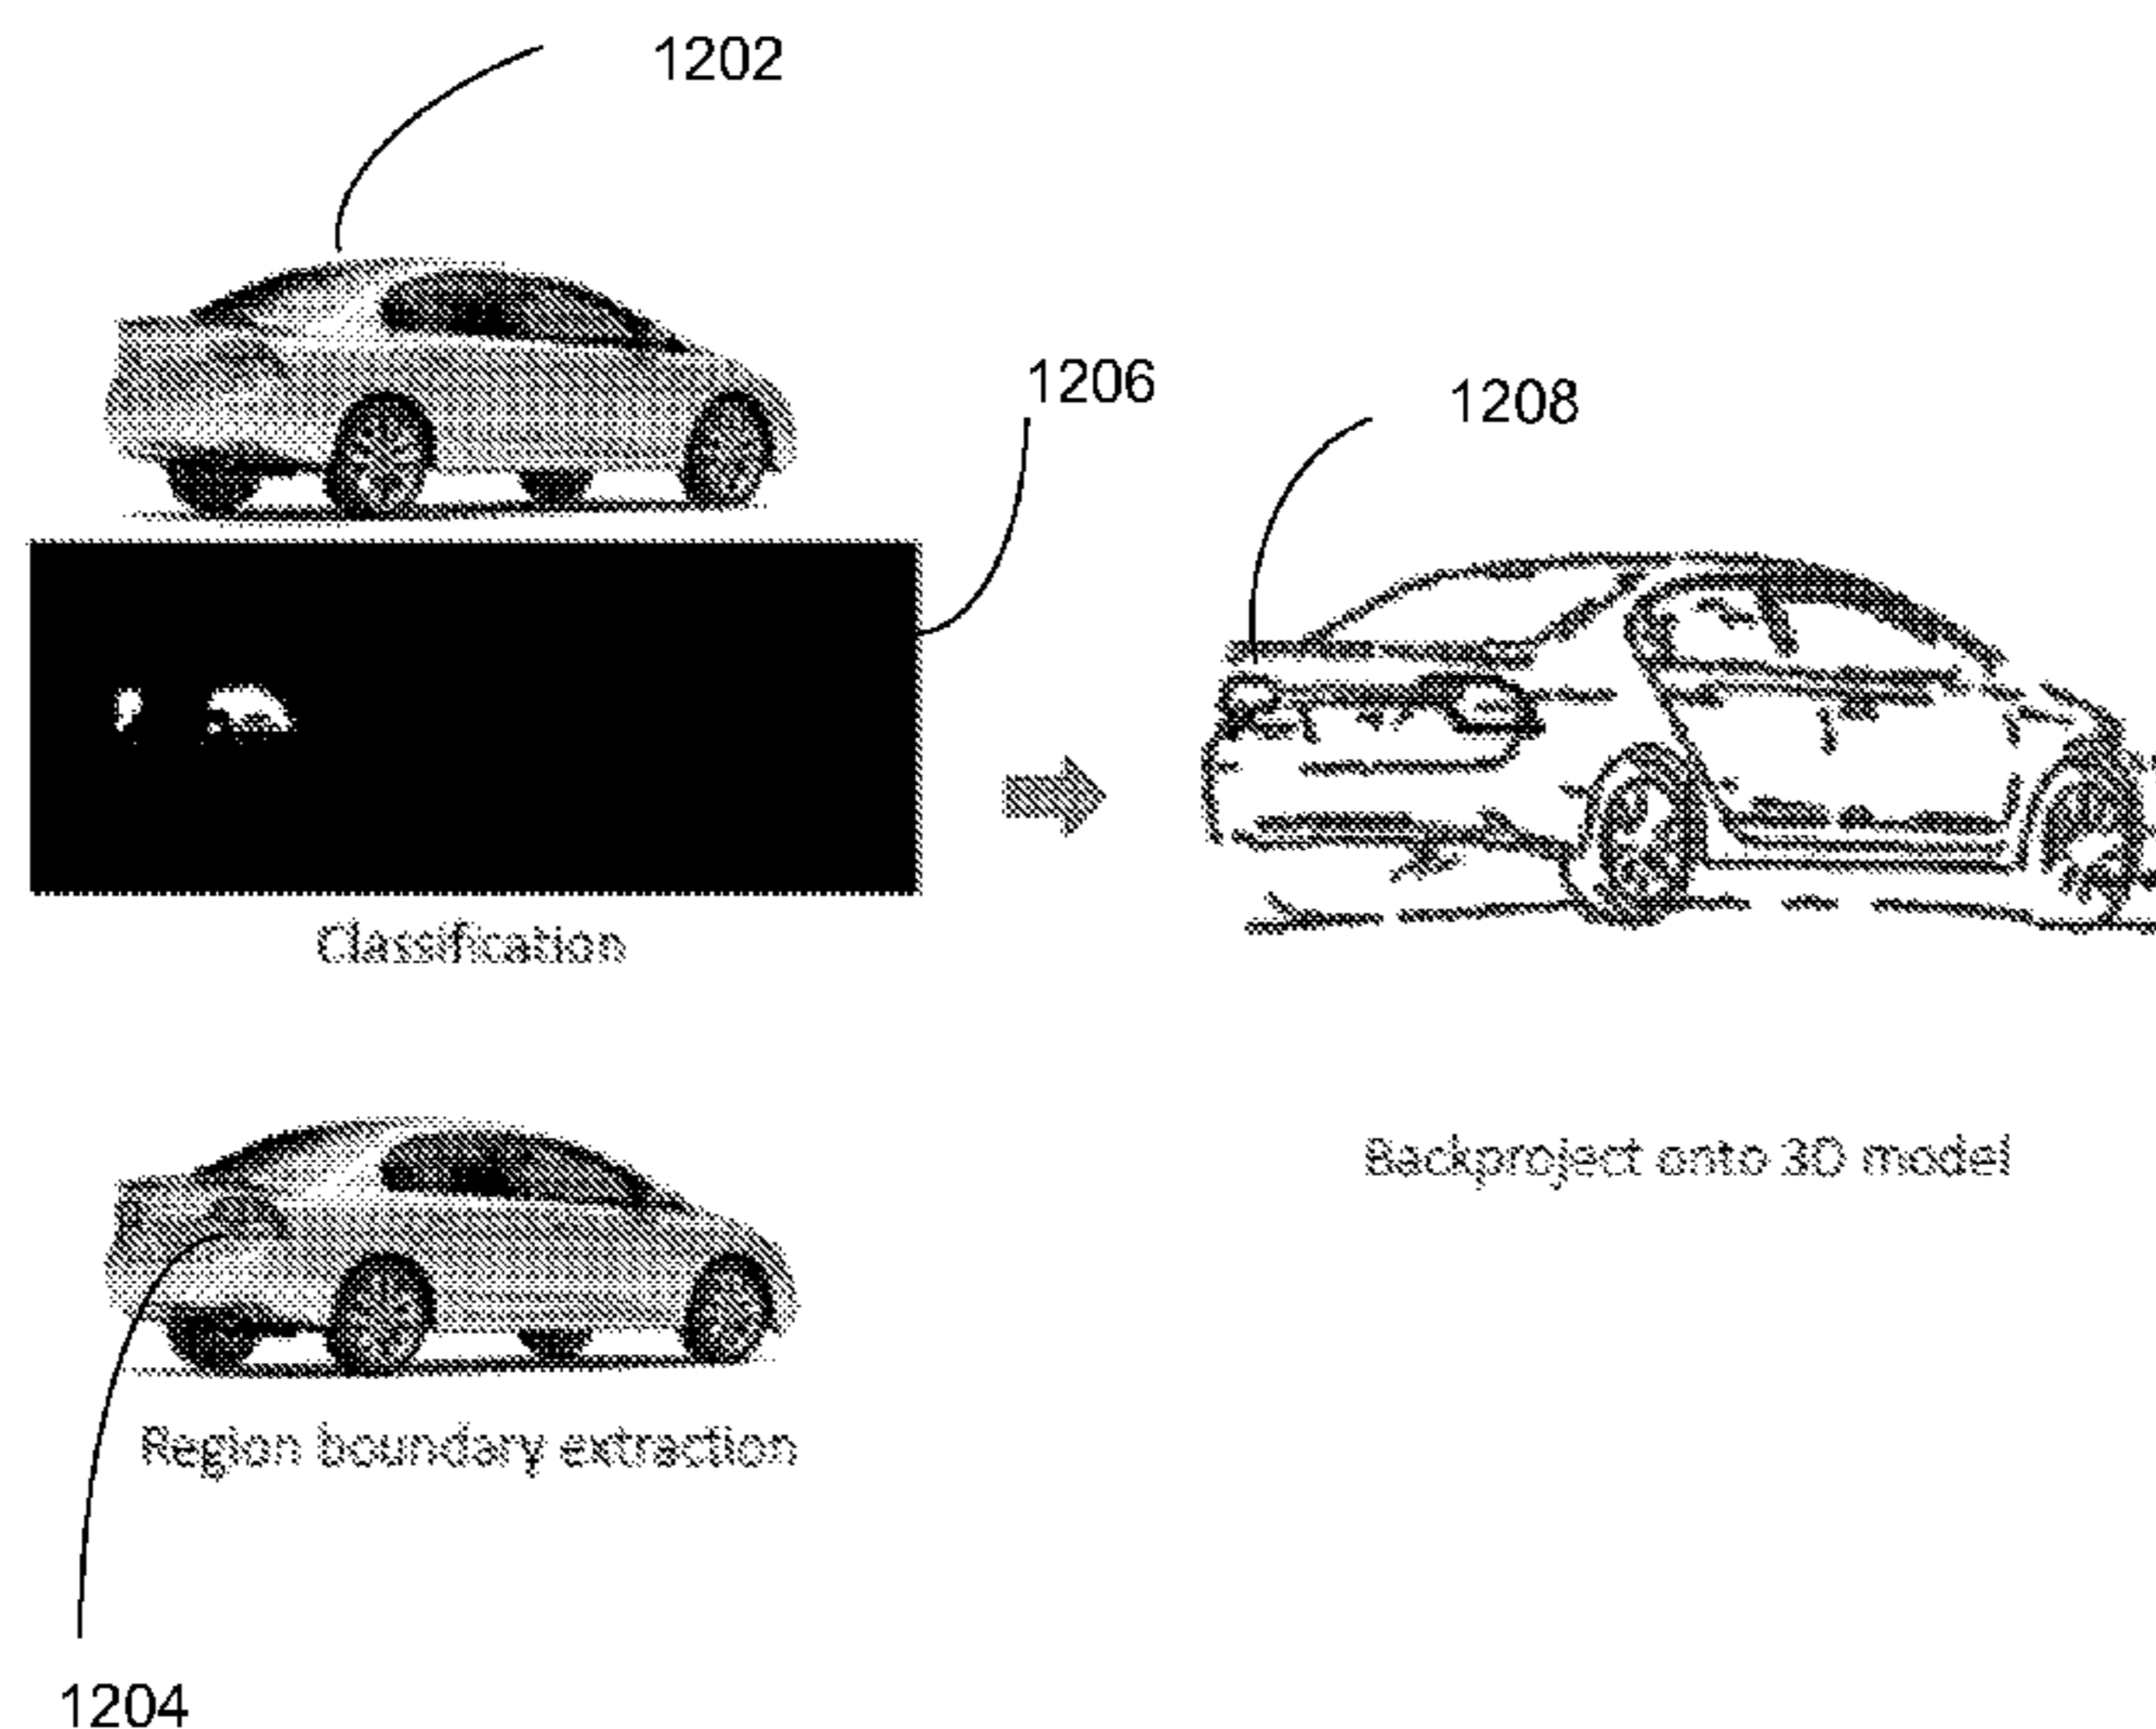 1202
1206
1208
Classification
Backproject onto 3D model
Region boundary extraction
1204